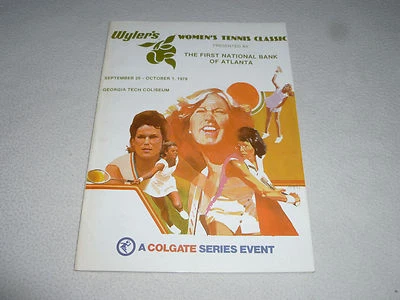 Wyler's
WOMEN'S TENNIS CLASSIC
PRESENTED BY
THE FIRST NATIONAL BANK
OF ATLANTA
SEPTEMBER 25 - OCTOBER 1, 1978
GEORGIA TECH COLISEUM
A COLGATE SERIES EVENT